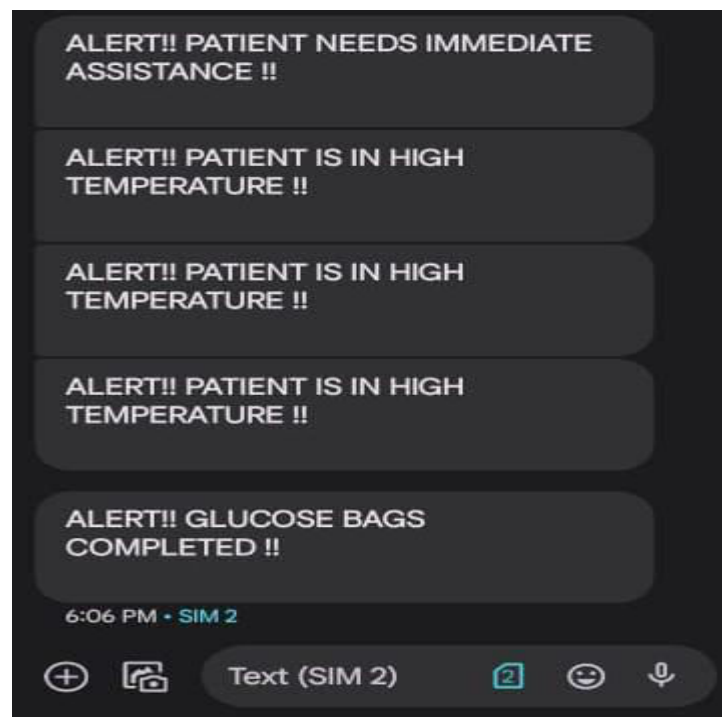 ALERT!! PATIENT NEEDS IMMEDIATE
ASSISTANCE !!
ALERT!! PATIENT IS IN HIGH
TEMPERATURE !!
ALERT!! PATIENT IS IN HIGH
TEMPERATURE !!
ALERT!! PATIENT IS IN HIGH
TEMPERATURE !!
ALERT!! GLUCOSE BAGS
COMPLETED !!
6:06 PM • SIM 2
Text (SIM 2) 2